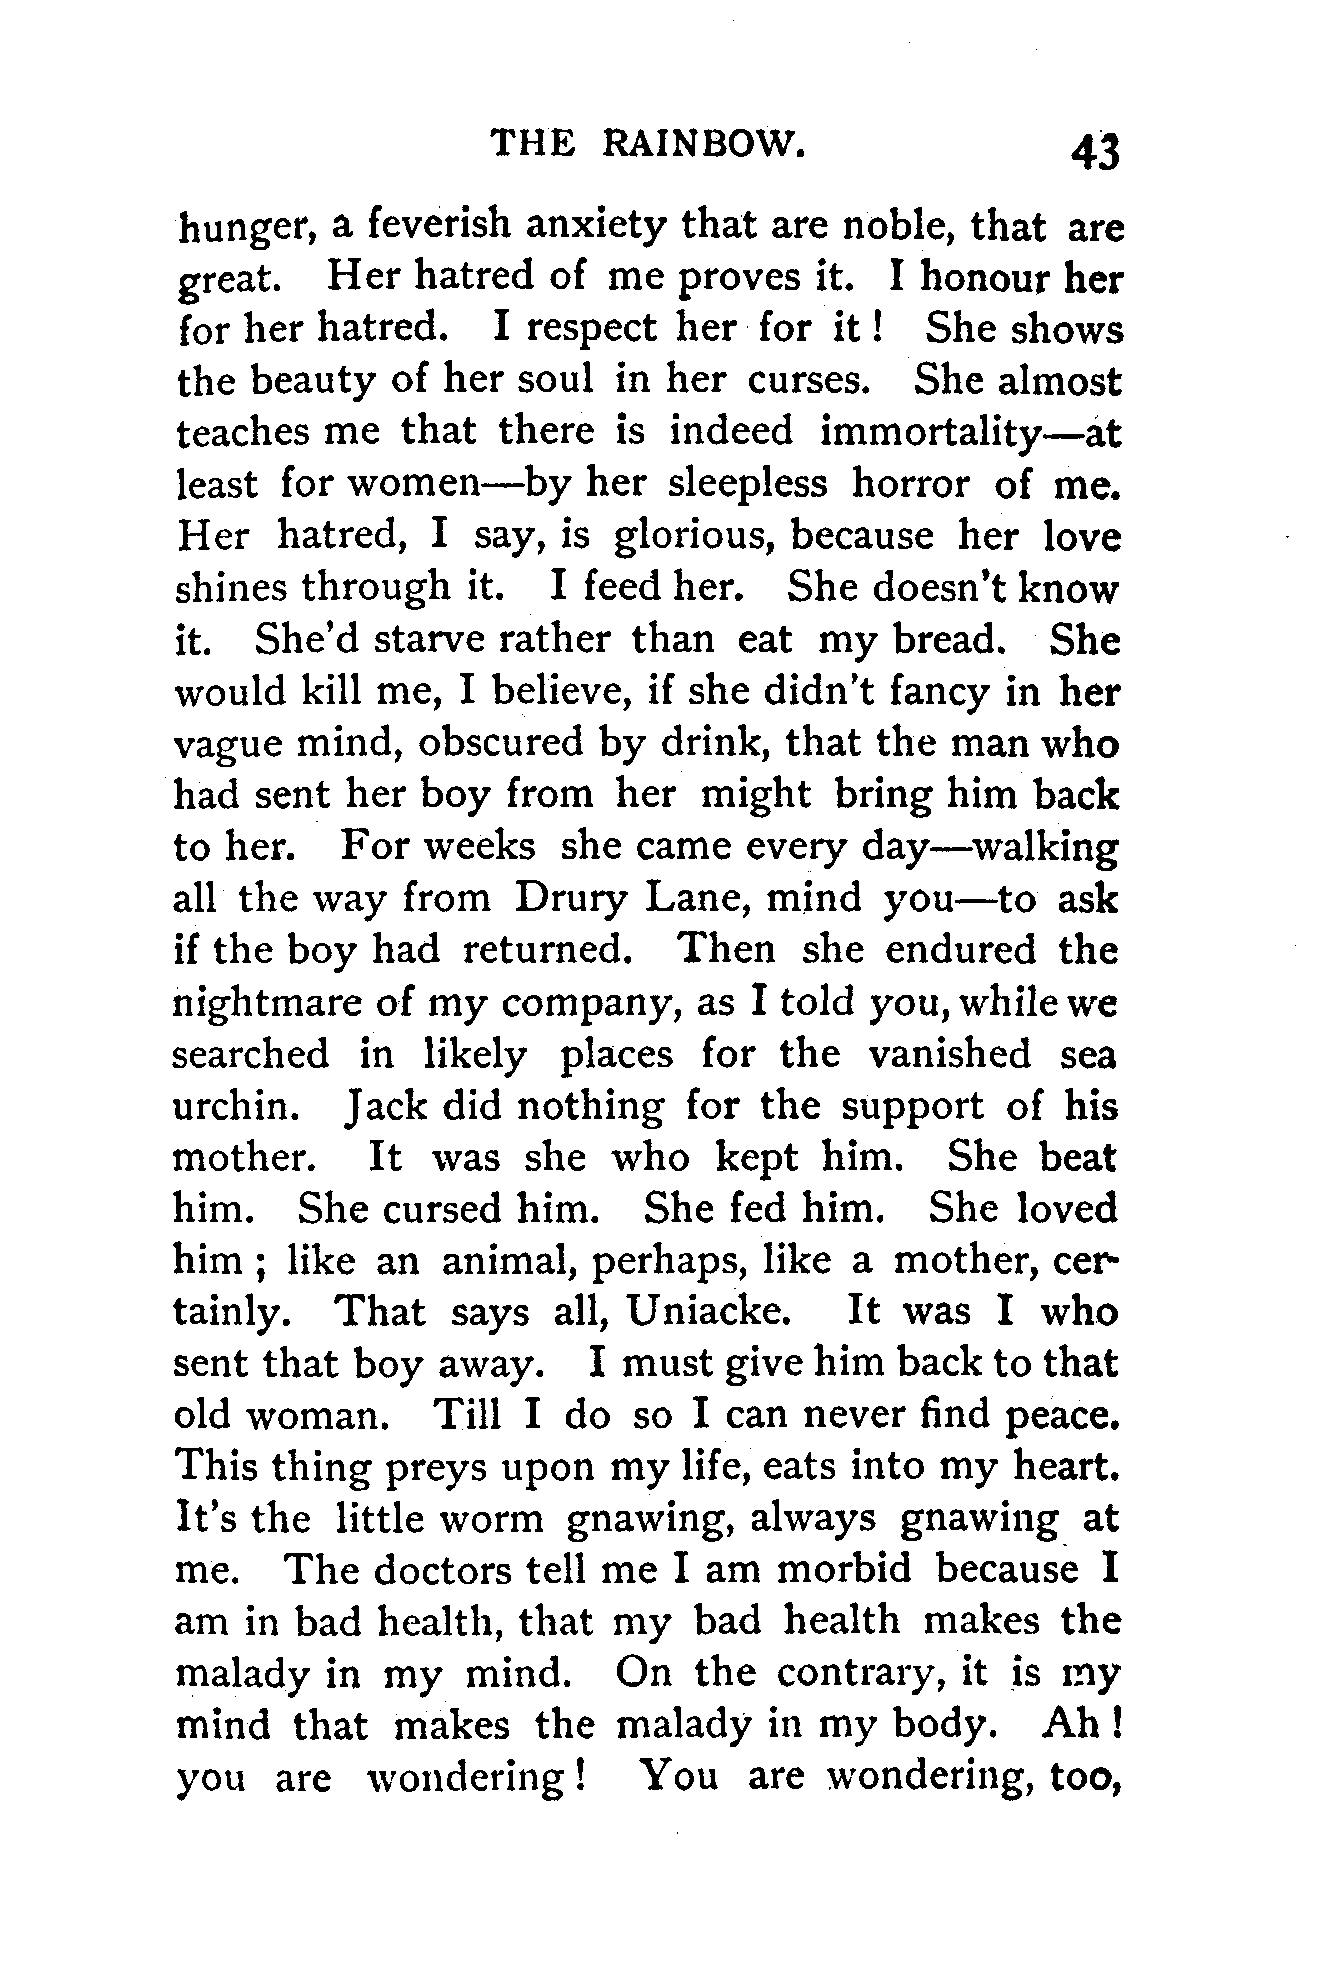 THE RAINBOW. 43
hunger, a feverish anxiety that are noble, that are
great. Her hatred of me proves it. I honour her
for her hatred. I respect her for it ! She shows
the beauty of her soul in her curses. She almost
teaches me that there is indeed immortality—at
least for women—by her sleepless horror of me.
Her hatred, I say, is glorious, because her love
shines through it. I feed her. She doesn't know
it. She'd starve rather than eat my bread. She
would kill me, I believe, if she didn't fancy in her
vague mind, obscured by drink, that the man who
had sent her boy from her might bring him back
to her. For weeks she came every day—walking
all the way from Drury Lane, mind you—to ask
if the boy had returned. Then she endured the
nightmare of my company, as I told you, while we
searched in likely places for the vanished sea
urchin. Jack did nothing for the support of his
mother. It was she who kept him. She beat
him. She cursed him. She fed him. She loved
him ; like an animal, perhaps, like a mother, cer-
tainly. That says all, Uniacke. It was I who
sent that boy away. I must give him back to that
old woman. Till I do so I can never find peace.
This thing preys upon my life, eats into my heart.
It's the little worm gnawing, always gnawing at
me. The doctors tell me I am morbid because I
am in bad health, that my bad health makes the
malady in my mind. On the contrary, it is my
mind that makes the malady in my body. Ah !
you are wondering ! You are wondering, too,